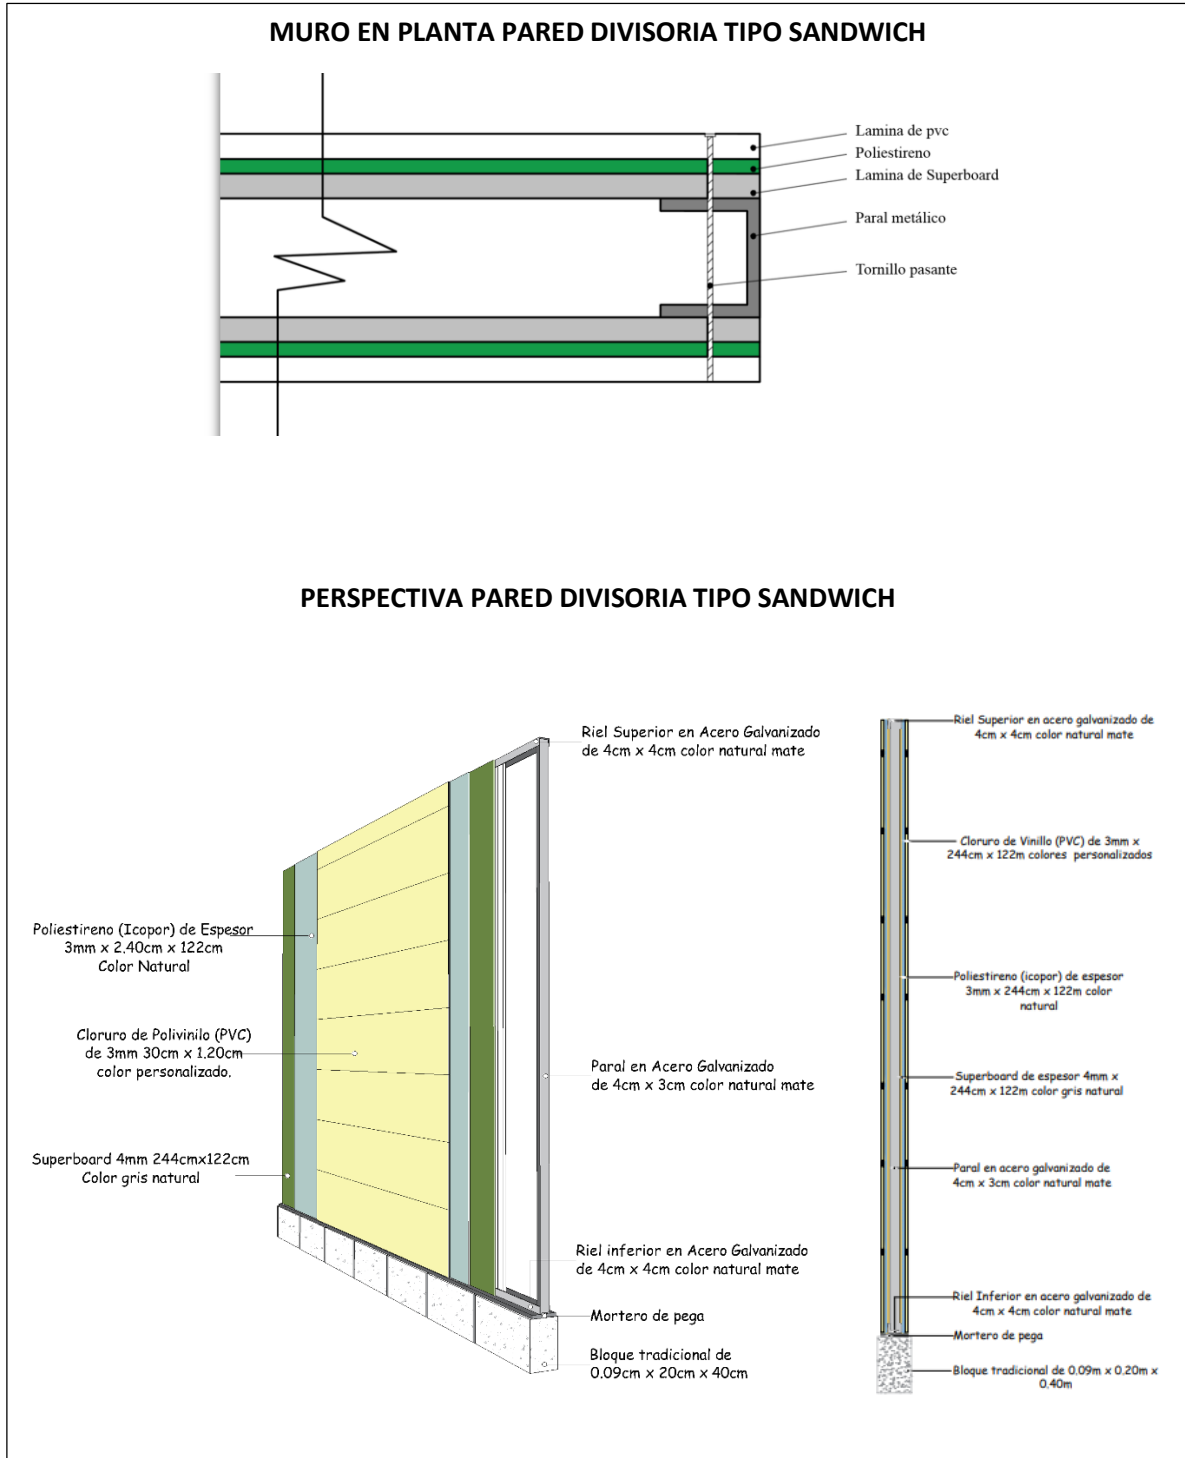 MURO EN PLANTA PARED DIVISORIA TIPO SANDWICH
Lamina de pvc
Poliestireno
Lamina de Superboard
Paral metálico
Tornillo pasante
PERSPECTIVA PARED DIVISORIA TIPO SANDWICH
Riel Superior en Acero Galvanizado
de 4cm x 4cm color natural mate
Poliestireno (Icopor) de Espesor
3mm x 2.40cm x 122cm
Color Natural
Cloruro de Polivinilo (PVC)
de 3mm 30cm x 1.20cm
color personalizado.
Paral en Acero Galvanizado
de 4cm x 3cm color natural mate
Superboard 4mm 244cmx122cm
Color gris natural
Riel inferior en Acero Galvanizado
de 4cm x 4cm color natural mate
Mortero de pega
Bloque tradicional de
0.09cm x 20cm x 40cm
Riel Superior en acero galvanizado de
4cm x 4cm color natural mate
Cloruro de Vinillo (PVC) de 3mm x
244cm x 122m colores personalizados
Poliestireno (icopor) de espesor
3mm x 244cm x 122m color
natural
Superboard de espesor 4mm x
244cm x 122m color gris natural
Paral en acero galvanizado de
4cm x 3cm color natural mate
Riel Inferior en acero galvanizado de
4cm x 4cm color natural mate
Mortero de pega
Bloque tradicional de 0.09m x 0.20m x
0.40m